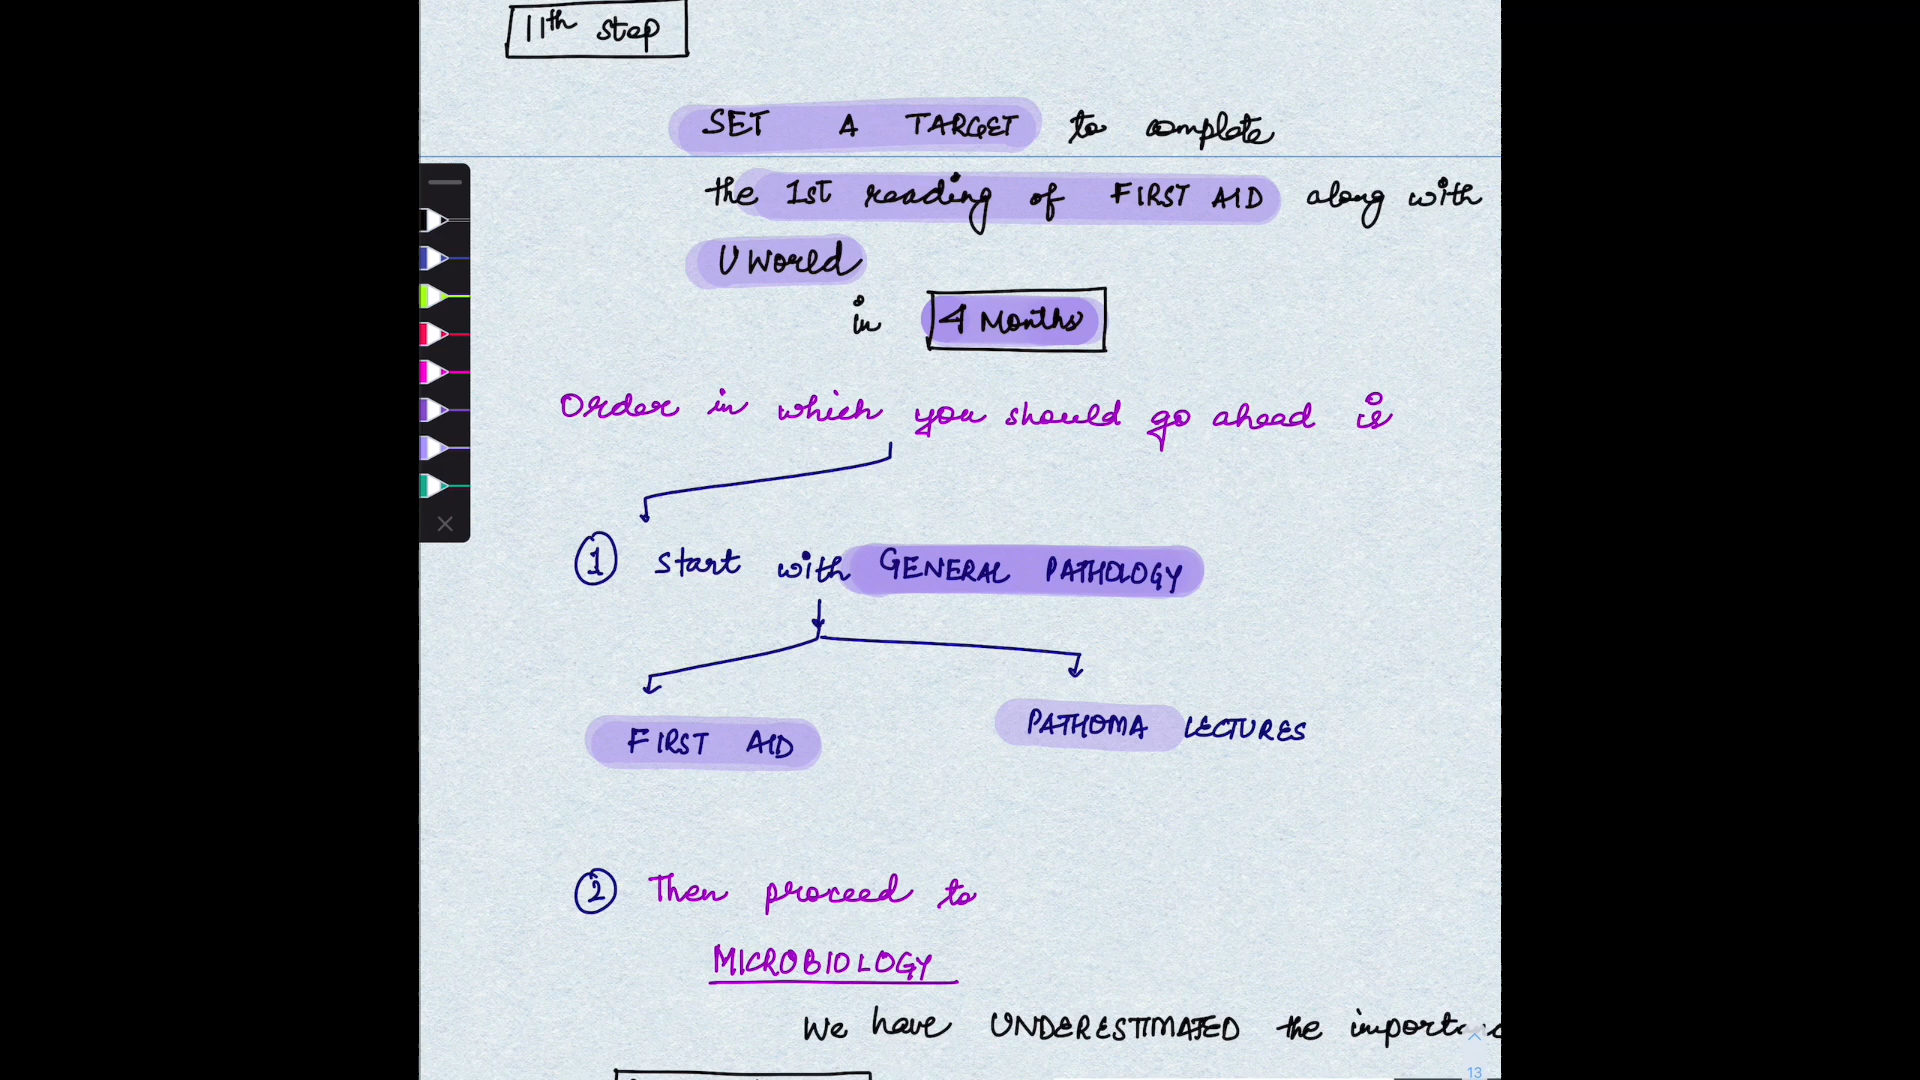 11th step
SET A TARGET to complete
the 1st reading of FIRST AID along with
UWorld
in 4 Months
Order in which you should go ahead is
1 Start with GENERAL PATHOLOGY
FIRST AID
PATHOMA LECTURES
2 Then proceed to
MICROBIOLOGY
We have UNDERESTIMATED the
13